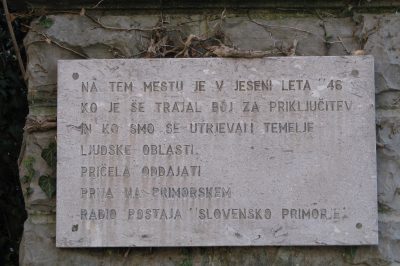 NA TEM MESTU JE V JESENI LETA '46
KO JE ŠE TRAJAL BOJ ZA PRIKLJUČITEV
IN KO SMO SE UTRJEVALI TEMELJE
LJUDSKE OBLASTI,
PRIČELA ODDAJATI
PRVA NA PRIMORSKEM
RADIO POSTAJA "SLOVENSKO PRIMORJE"